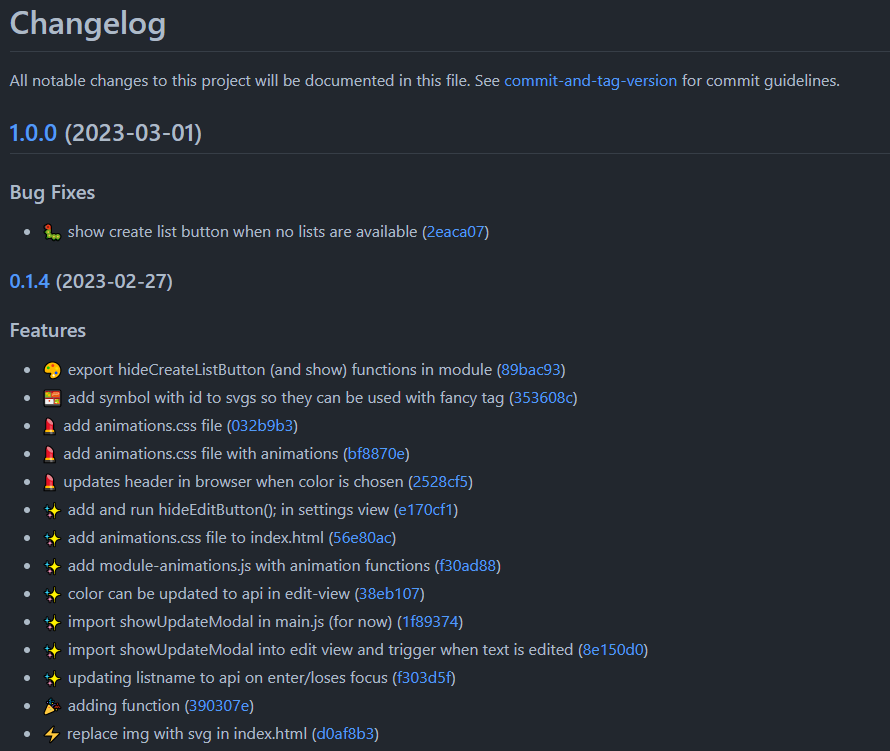 Changelog
All notable changes to this project will be documented in this file. See commit-and-tag-version for commit guidelines.
1.0.0 (2023-03-01)
Bug Fixes
• 🐛 show create list button when no lists are available (2eaca07)
0.1.4 (2023-02-27)
Features
• 🎨 export hideCreateListButton (and show) functions in module (89bac93)
• 🍱 add symbol with id to svgs so they can be used with fancy tag (353608c)
• 💄 add animations.css file (032b9b3)
• 💄 add animations.css file with animations (bf8870e)
• 💄 updates header in browser when color is chosen (2528cf5)
• ✨ add and run hideEditButton(); in settings view (e170cf1)
• ✨ add animations.css file to index.html (56e80ac)
• ✨ add module-animations.js with animation functions (f30ad88)
• ✨ color can be updated to api in edit-view (38eb107)
• ✨ import showUpdateModal in main.js (for now) (1f89374)
• ✨ import showUpdateModal into edit view and trigger when text is edited (8e150d0)
• ✨ updating listname to api on enter/loses focus (f303d5f)
• 🎉 adding function (390307e)
• ⚡ replace img with svg in index.html (d0af8b3)